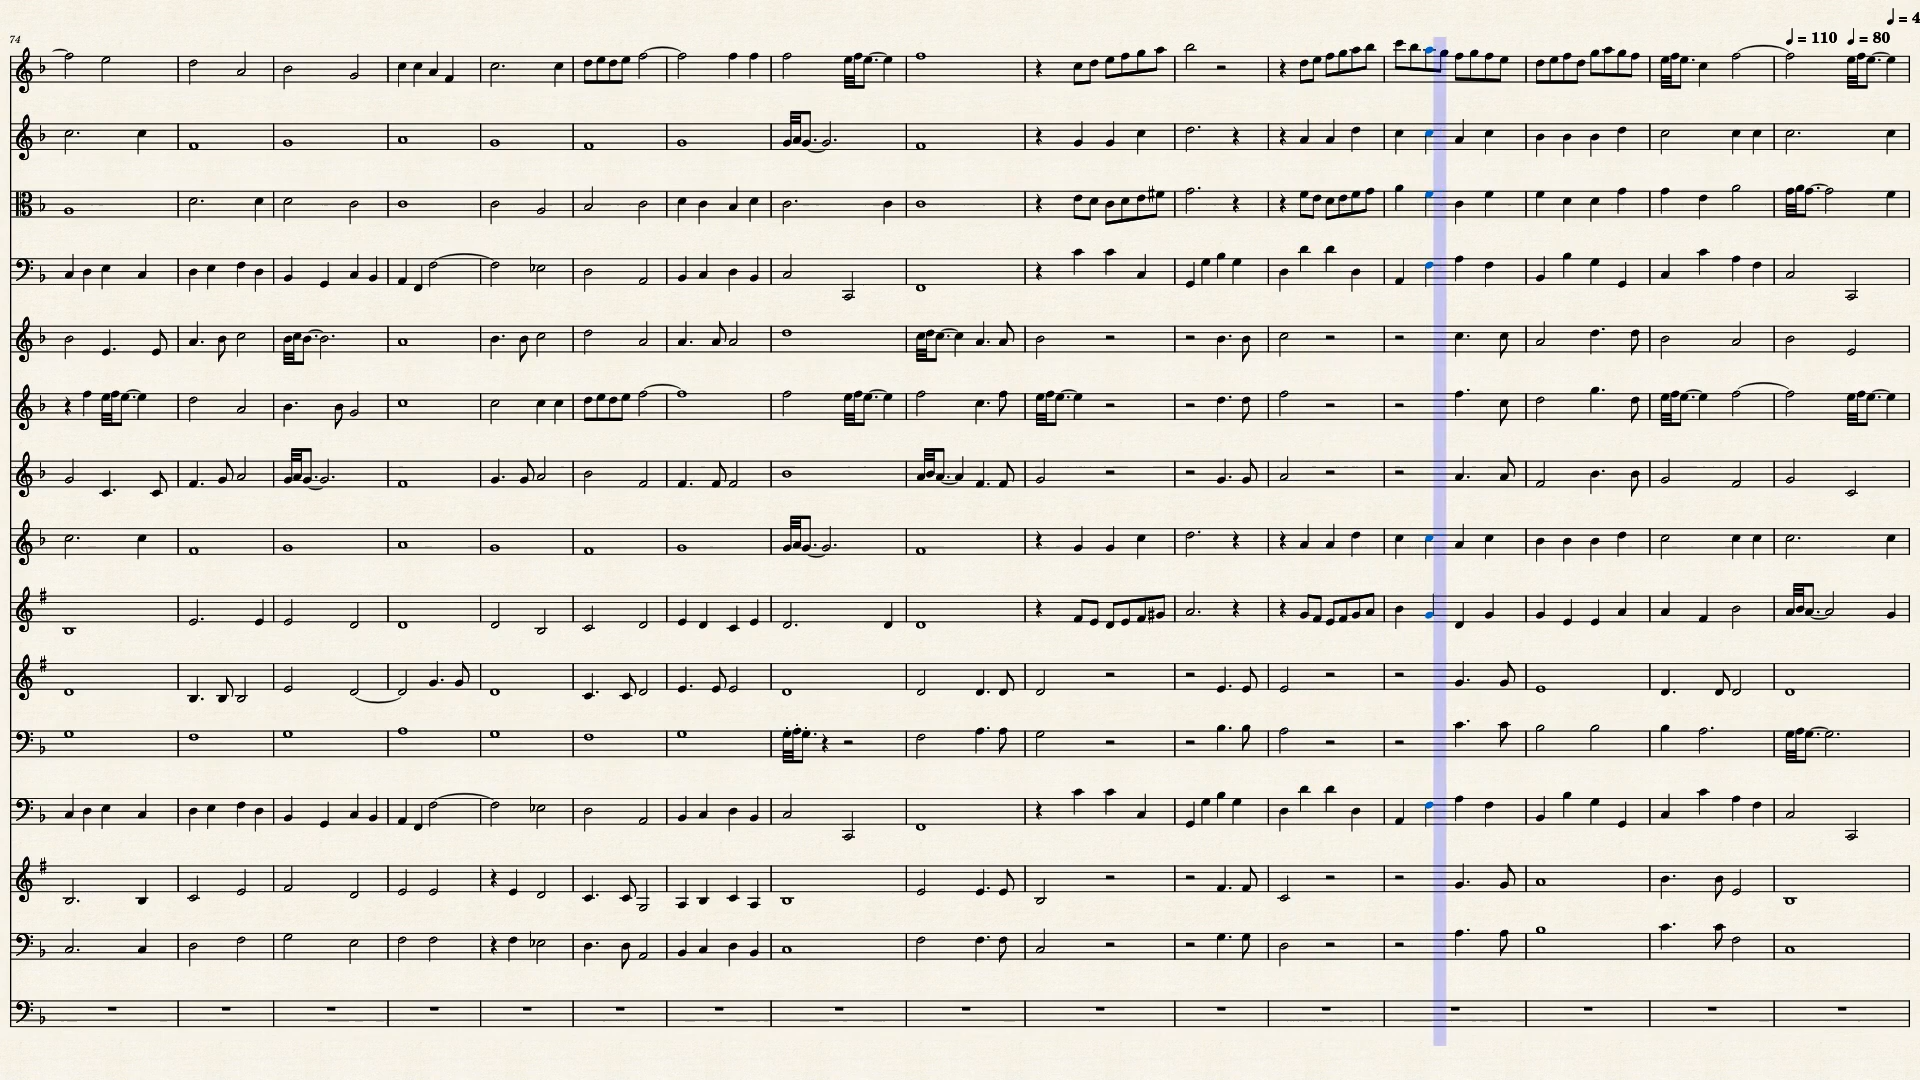 ♩ = 4
74
♩ = 110 ♩ = 80